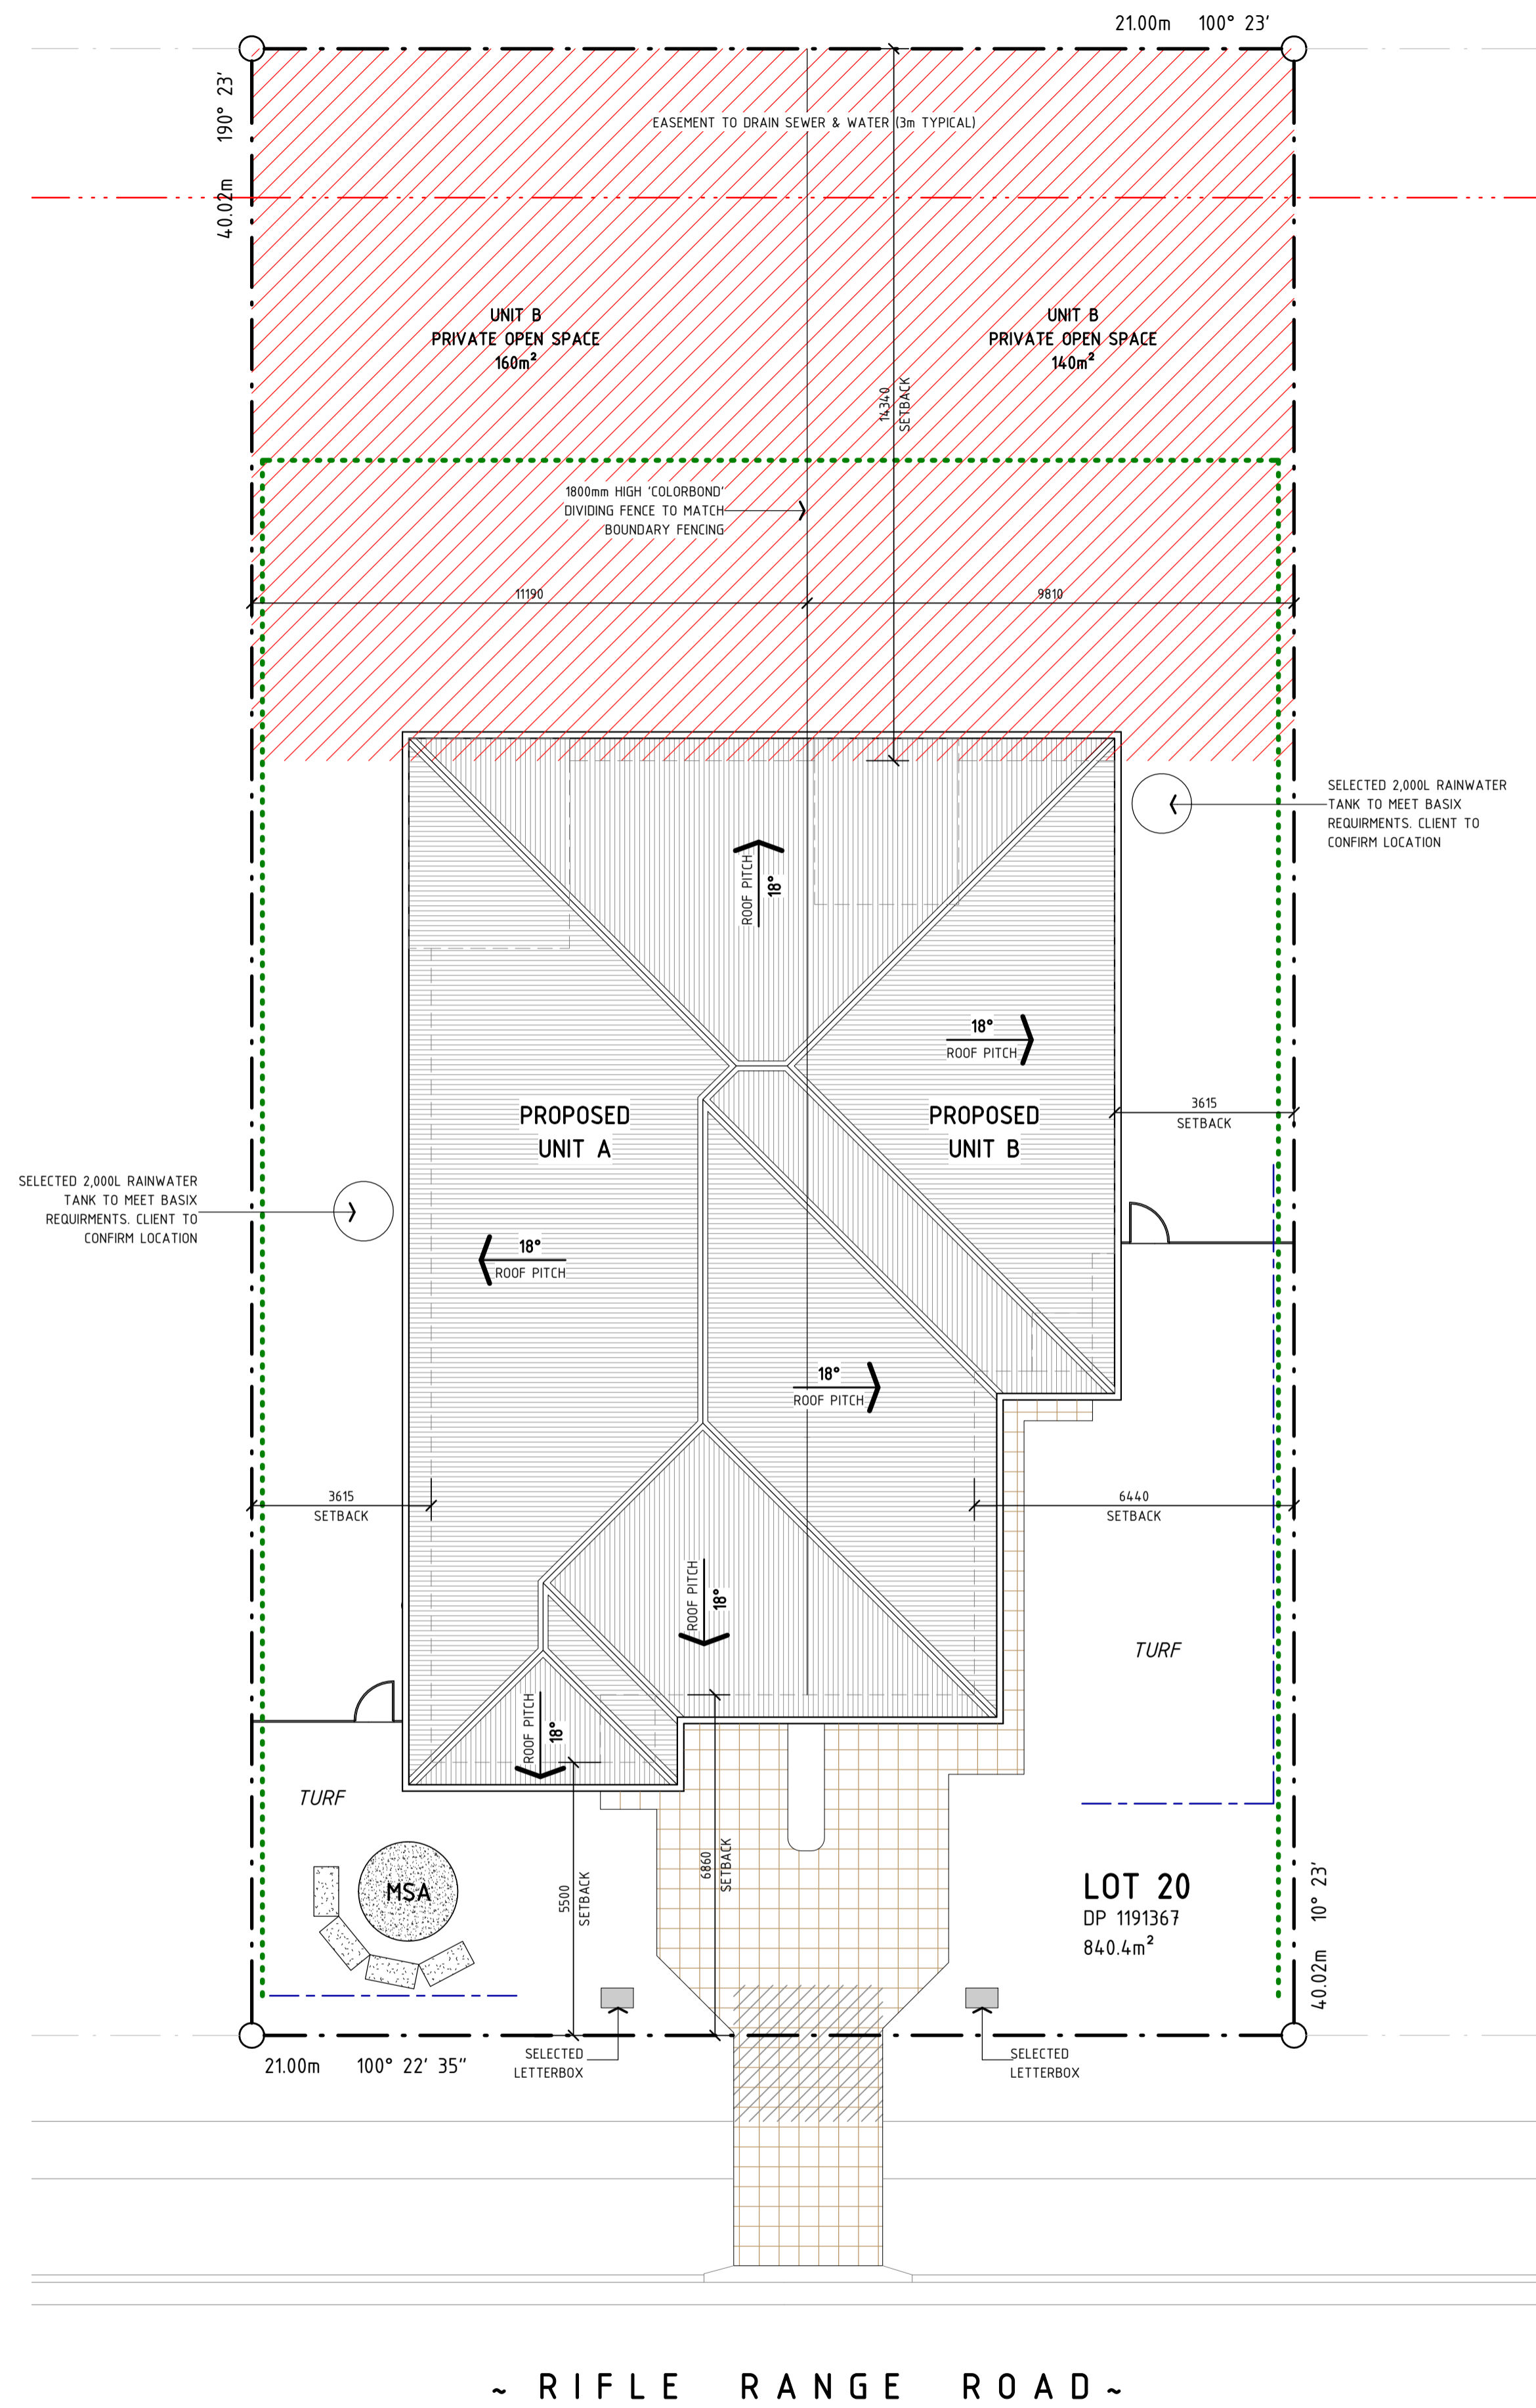 21.00m 100° 23'
40.02m 190° 23'
EASEMENT TO DRAIN SEWER & WATER (3m TYPICAL)
UNIT B
PRIVATE OPEN SPACE
160m²
UNIT B
PRIVATE OPEN SPACE
140m²
14340
SETBACK
1800mm HIGH 'COLORBOND'
DIVIDING FENCE TO MATCH
BOUNDARY FENCING
11190
9810
SELECTED 2,000L RAINWATER
TANK TO MEET BASIX
REQUIRMENTS. CLIENT TO
CONFIRM LOCATION
ROOF PITCH
18°
18°
ROOF PITCH
PROPOSED
UNIT A
PROPOSED
UNIT B
3615
SETBACK
SELECTED 2,000L RAINWATER
TANK TO MEET BASIX
REQUIRMENTS. CLIENT TO
CONFIRM LOCATION
18°
ROOF PITCH
18°
ROOF PITCH
3615
SETBACK
6440
SETBACK
ROOF PITCH
18°
TURF
ROOF PITCH
18°
TURF
MSA
5500
SETBACK
6860
SETBACK
LOT 20
DP 1191367
840.4m²
40.02m 10° 23'
SELECTED
LETTERBOX
SELECTED
LETTERBOX
21.00m 100° 22' 35"
~ RIFLE RANGE ROAD ~